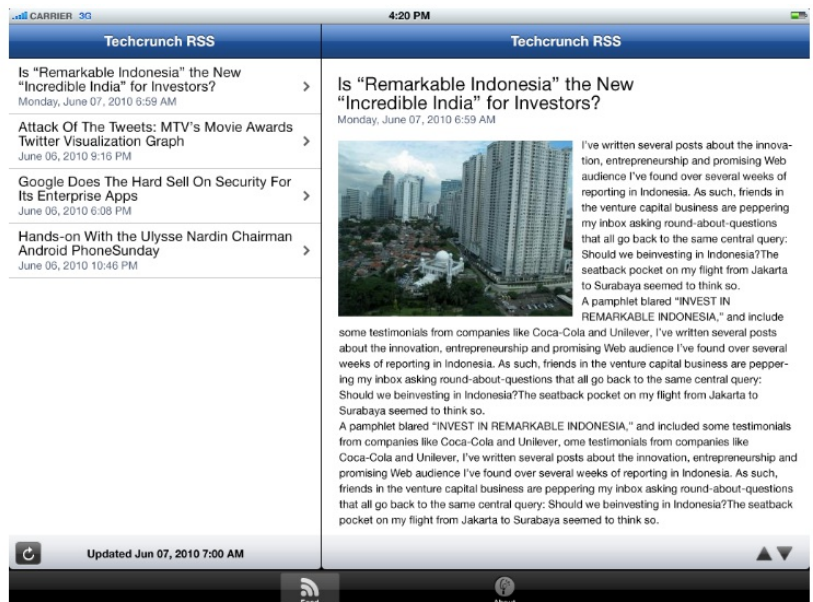 CARRIER 3G
4:20 PM
Techcrunch RSS
Techcrunch RSS
Is “Remarkable Indonesia” the New
“Incredible India” for Investors?
Monday, June 07, 2010 6:59 AM
Attack Of The Tweets: MTV’s Movie Awards
Twitter Visualization Graph
June 06, 2010 9:16 PM
Google Does The Hard Sell On Security For
Its Enterprise Apps
June 06, 2010 6:08 PM
Hands-on With the Ulysse Nardin Chairman
Android PhoneSunday
June 06, 2010 10:46 PM
Updated Jun 07, 2010 7:00 AM
Is “Remarkable Indonesia” the New
“Incredible India” for Investors?
Monday, June 07, 2010 6:59 AM
I’ve written several posts about the innova-
tion, entrepreneurship and promising Web
audience I’ve found over several weeks of
reporting in Indonesia. As such, friends in
the venture capital business are peppering
my inbox asking round-about-questions
that all go back to the same central query:
Should we be investing in Indonesia?The
seatback pocket on my flight from Jakarta
to Surabaya seemed to think so.
A pamphlet blared “INVEST IN
REMARKABLE INDONESIA,” and include
some testimonials from companies like Coca-Cola and Unilever, I’ve written several posts
about the innovation, entrepreneurship and promising Web audience I’ve found over several
weeks of reporting in Indonesia. As such, friends in the venture capital business are pepper-
ing my inbox asking round-about-questions that all go back to the same central query:
Should we beinvesting in Indonesia?The seatback pocket on my flight from Jakarta to
Surabaya seemed to think so.
A pamphlet blared “INVEST IN REMARKABLE INDONESIA,” and included some testimonials
from companies like Coca-Cola and Unilever, ome testimonials from companies like
Coca-Cola and Unilever, I’ve written several posts about the innovation, entrepreneurship and
promising Web audience I’ve found over several weeks of reporting in Indonesia. As such,
friends in the venture capital business are peppering my inbox asking round-about-questions
that all go back to the same central query: Should we beinvesting in Indonesia?The seatback
pocket on my flight from Jakarta to Surabaya seemed to think so.
Feed
About